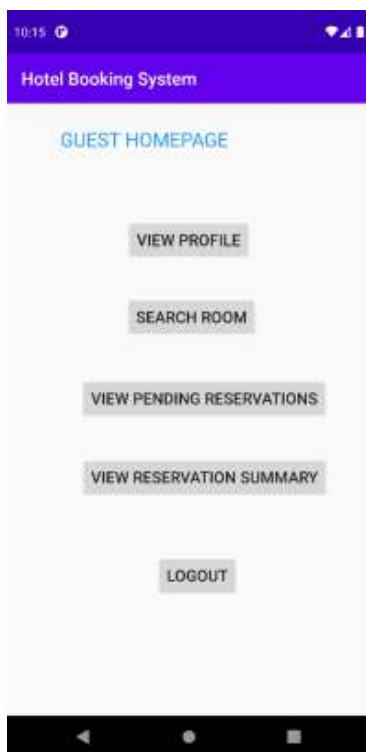 10:15
Hotel Booking System
GUEST HOMEPAGE
VIEW PROFILE
SEARCH ROOM
VIEW PENDING RESERVATIONS
VIEW RESERVATION SUMMARY
LOGOUT